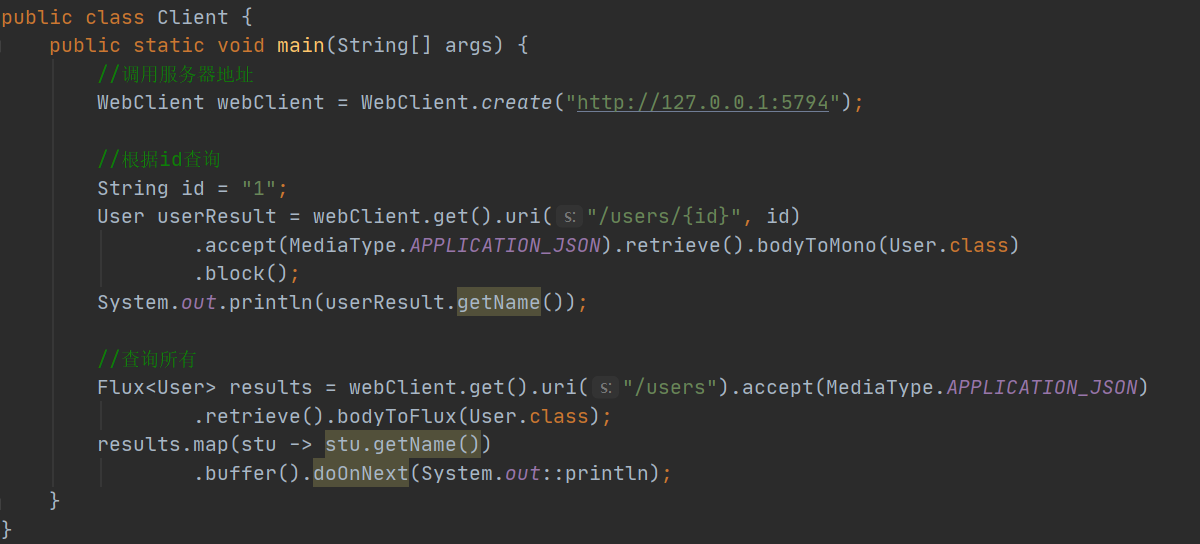 public class Client {
public static void main(String[] args) {
//调用服务器地址
WebClient webClient = WebClient.create("http://127.0.0.1:5794");
//根据id查询
String id = "1";
User userResult = webClient.get().uri( s: "/users/{id}", id)
.accept(MediaType.APPLICATION_JSON).retrieve().bodyToMono(User.class)
.block();
System.out.println(userResult.getName());
//查询所有
Flux<User> results = webClient.get().uri( s: "/users").accept(MediaType.APPLICATION_JSON)
.retrieve().bodyToFlux(User.class);
results.map(stu -> stu.getName())
.buffer().doOnNext(System.out::println);
}
}